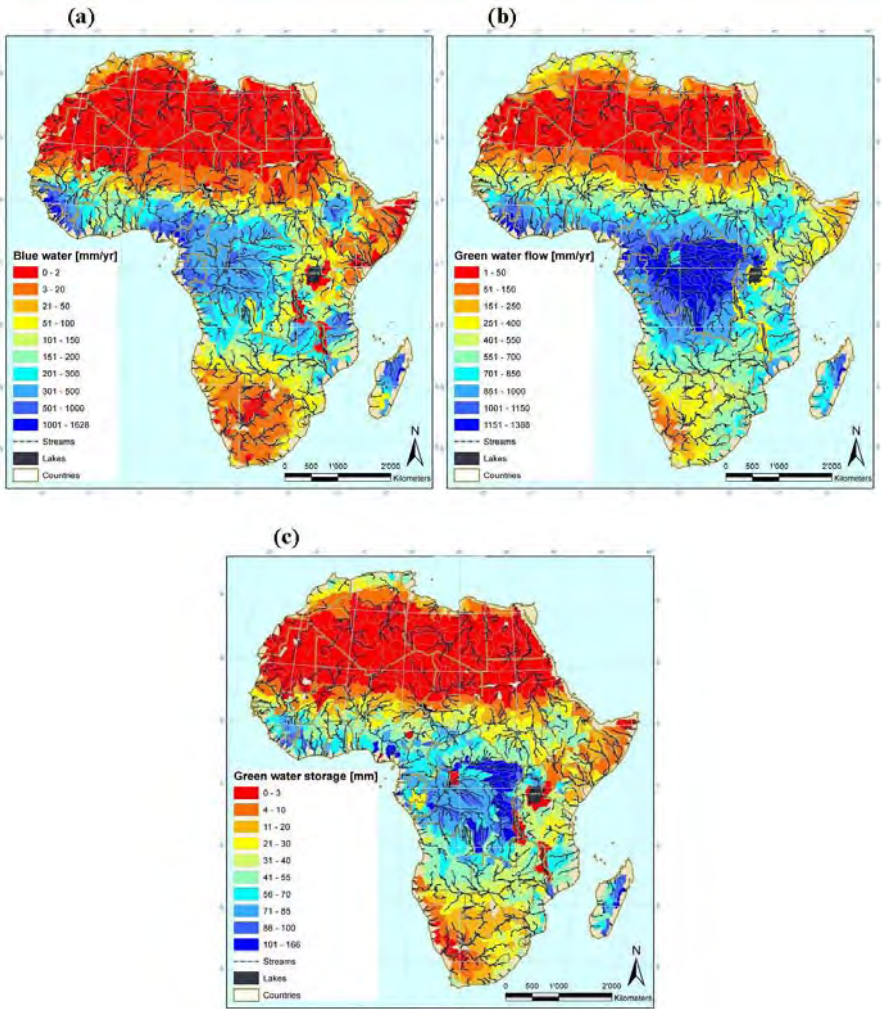 (a)
Blue water [mm/yr]
0 - 2
3 - 20
21 - 50
51 - 100
101 - 150
151 - 200
201 - 300
301 - 500
501 - 1000
1001 - 1628
Streams
Lakes
Countries
N
0 500 1'000 2'000
Kilometers
(b)
Green water flow [mm/yr]
1 - 50
51 - 150
151 - 250
251 - 400
401 - 550
551 - 700
701 - 850
851 - 1000
1001 - 1150
1151 - 1388
Streams
Lakes
Countries
N
0 500 1'000 2'000
Kilometers
(c)
Green water storage [mm]
0 - 3
4 - 10
11 - 20
21 - 30
31 - 40
41 - 55
56 - 70
71 - 85
86 - 100
101 - 166
Streams
Lakes
Countries
N
0 500 1'000 2'000
Kilometers